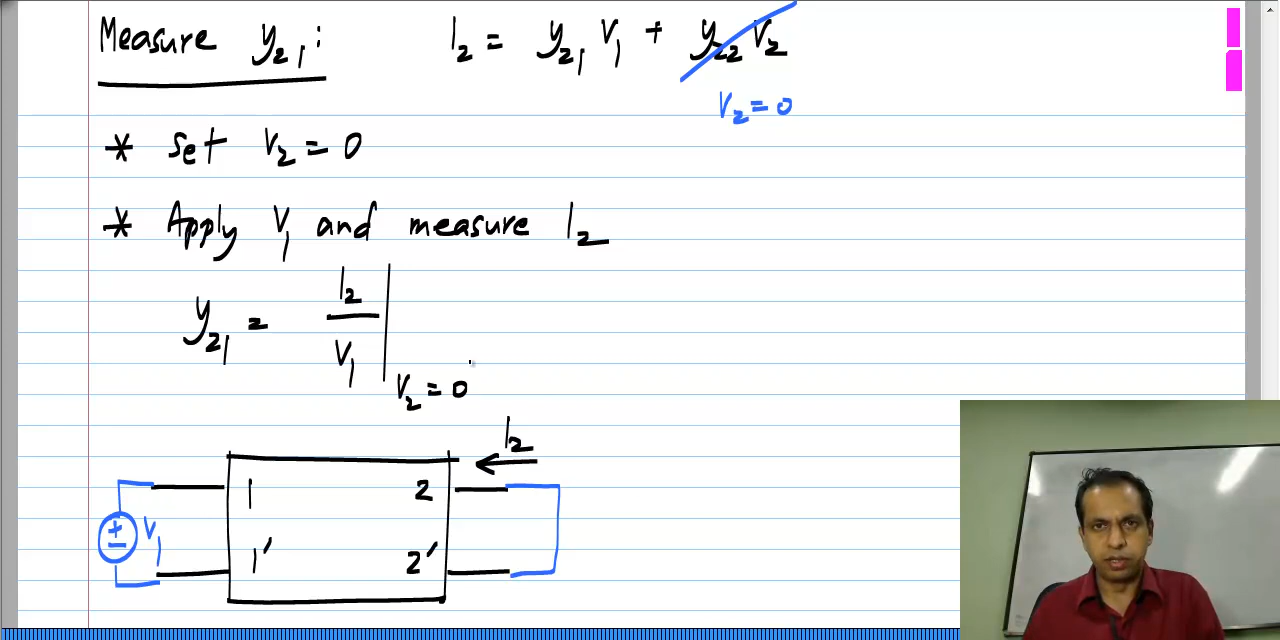 Measure y21: I2 = y21 V1 + y22 V2
V2 = 0
* Set V2 = 0
* Apply V1 and measure I2
y21 = I2 / V1 | V2 = 0
I2
1 2
+ − V1
1′ 2′